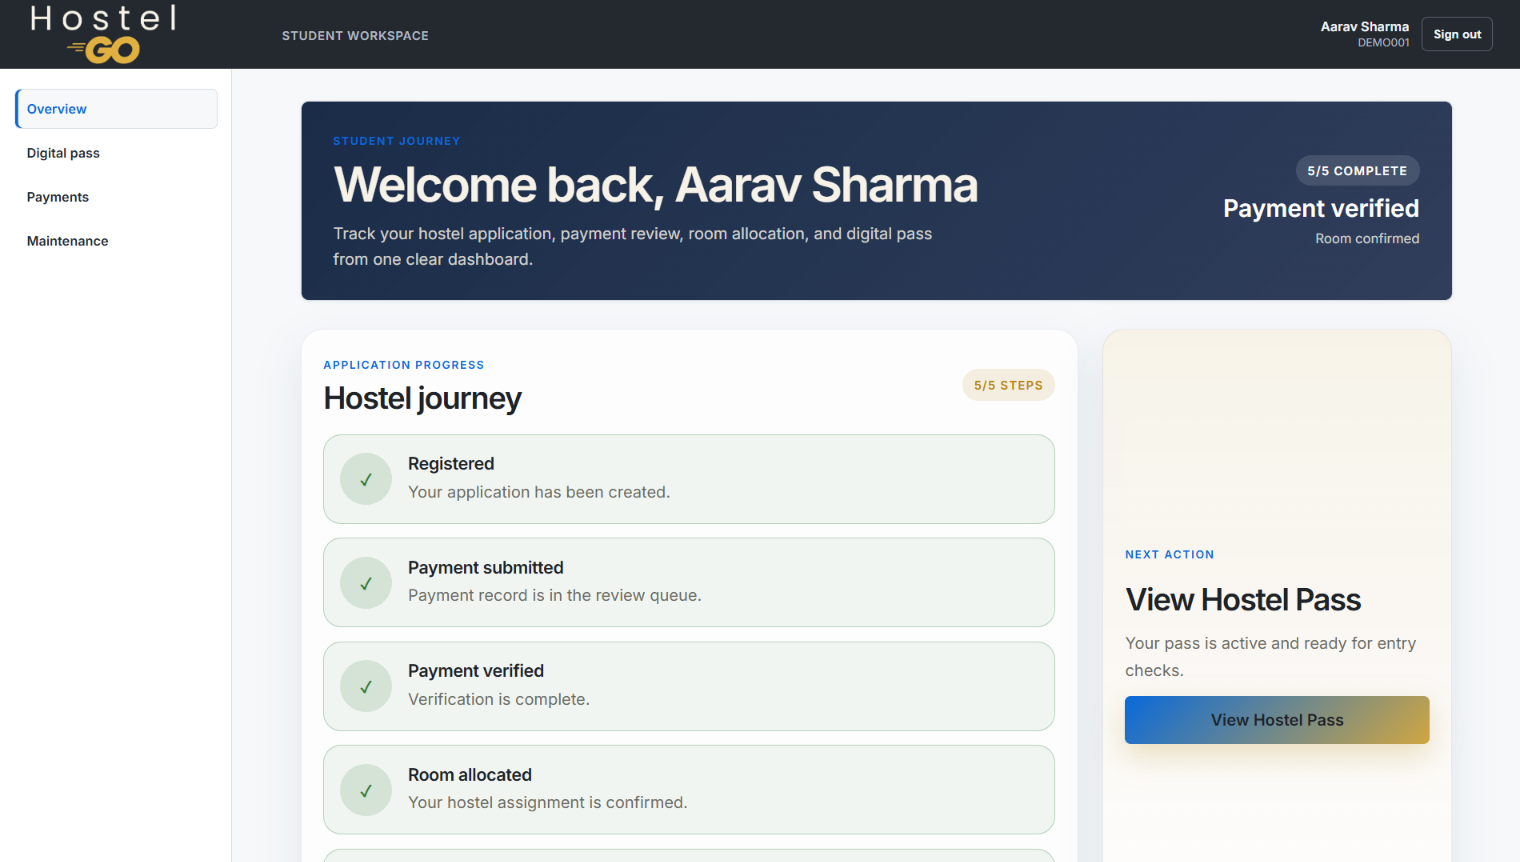 Hostel
GO
STUDENT WORKSPACE
Aarav Sharma
DEMO001
Sign out
Overview
Digital pass
Payments
Maintenance
STUDENT JOURNEY
Welcome back, Aarav Sharma
Track your hostel application, payment review, room allocation, and digital pass
from one clear dashboard.
5/5 COMPLETE
Payment verified
Room confirmed
APPLICATION PROGRESS
Hostel journey
5/5 STEPS
Registered
Your application has been created.
Payment submitted
Payment record is in the review queue.
Payment verified
Verification is complete.
Room allocated
Your hostel assignment is confirmed.
NEXT ACTION
View Hostel Pass
Your pass is active and ready for entry
checks.
View Hostel Pass